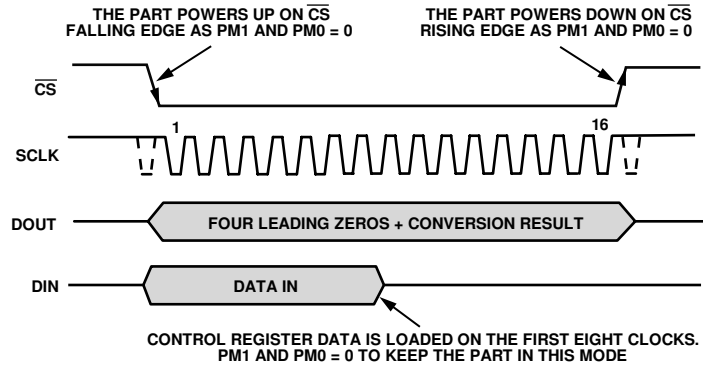 THE PART POWERS UP ON CS
FALLING EDGE AS PM1 AND PM0 = 0
THE PART POWERS DOWN ON CS
RISING EDGE AS PM1 AND PM0 = 0
CS
1
16
SCLK
DOUT
FOUR LEADING ZEROS + CONVERSION RESULT
DIN
DATA IN
CONTROL REGISTER DATA IS LOADED ON THE FIRST EIGHT CLOCKS.
PM1 AND PM0 = 0 TO KEEP THE PART IN THIS MODE